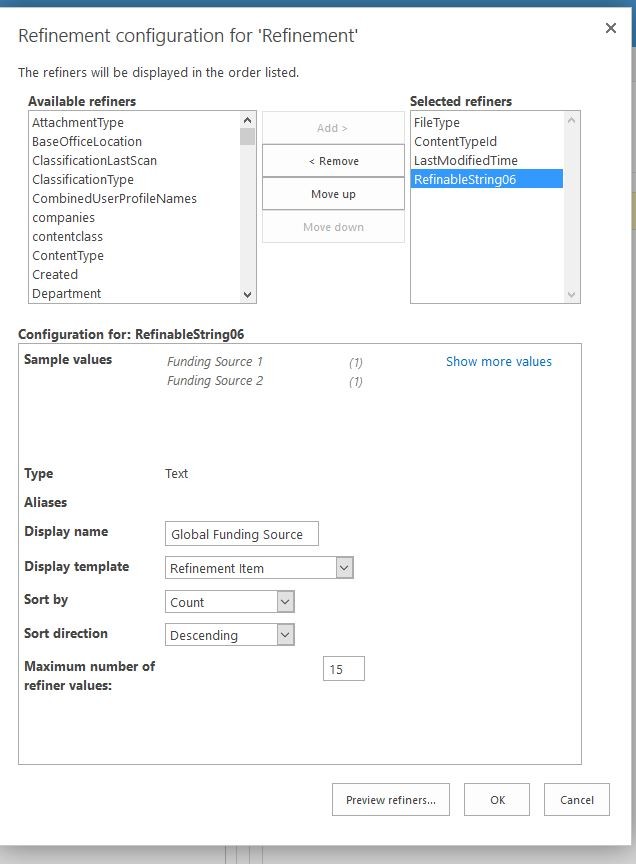 Refinement configuration for 'Refinement'
The refiners will be displayed in the order listed.
Available refiners
AttachmentType
BaseOfficeLocation
ClassificationLastScan
ClassificationType
CombinedUserProfileNames
companies
contentclass
ContentType
Created
Department
Add >
< Remove
Move up
Move down
Selected refiners
FileType
ContentTypeId
LastModifiedTime
RefinableString06
Configuration for: RefinableString06
Sample values
Funding Source 1 (1)
Funding Source 2 (1)
Show more values
Type Text
Aliases
Display name Global Funding Source
Display template Refinement Item
Sort by Count
Sort direction Descending
Maximum number of
refiner values: 15
Preview refiners... OK Cancel